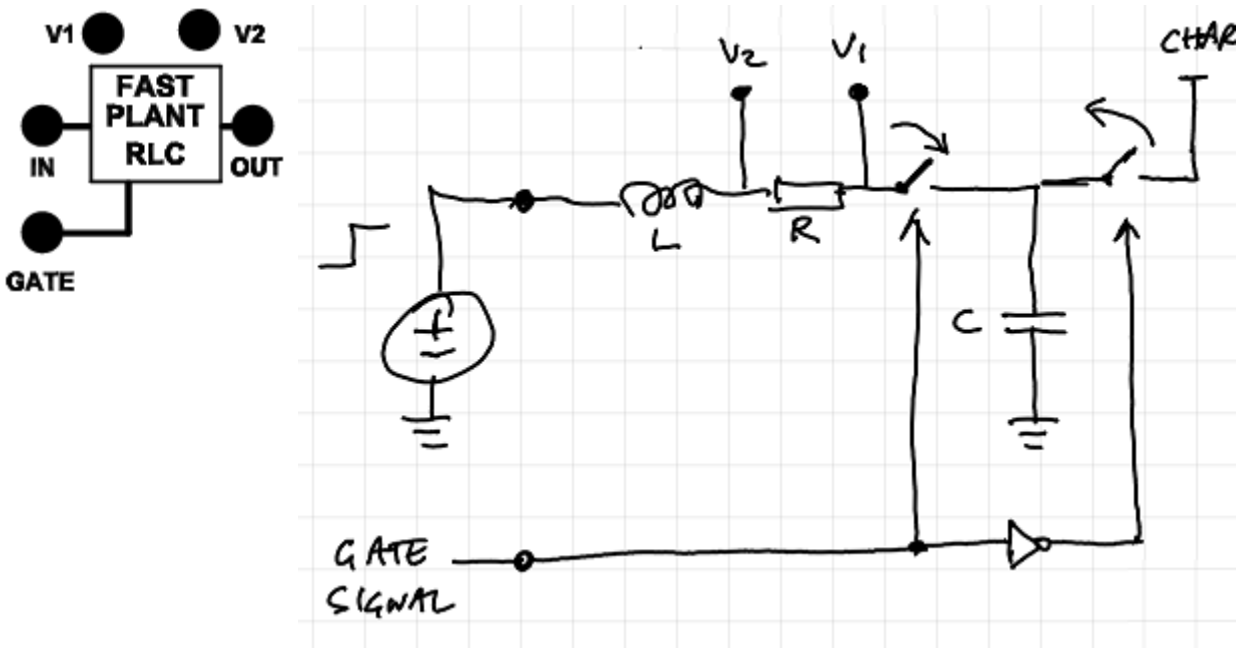 V1 V2
FAST
PLANT
RLC
IN
OUT
GATE
V2
V1
CHAR
L
R
+
C
GATE
SIGNAL